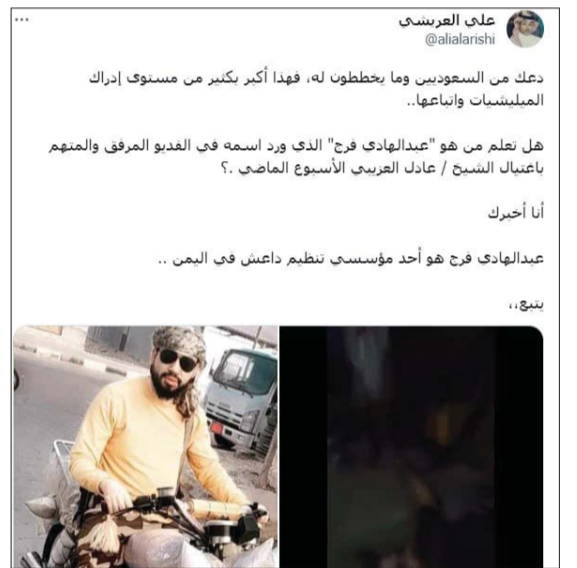 علي العريشي
@alialarishi
...
دعك من السعوديين وما يخططون له، فهذا أكبر بكثير من مستوى إدراك
الميليشيات واتباعها..
هل تعلم من هو "عبدالهادي فرج" الذي ورد اسمه في الفديو المرفق والمتهم
باغتيال الشيخ / عادل العزيبي الأسبوع الماضي .؟
أنا أخبرك
عبدالهادي فرج هو أحد مؤسسي تنظيم داعش في اليمن ..
يتبع،،